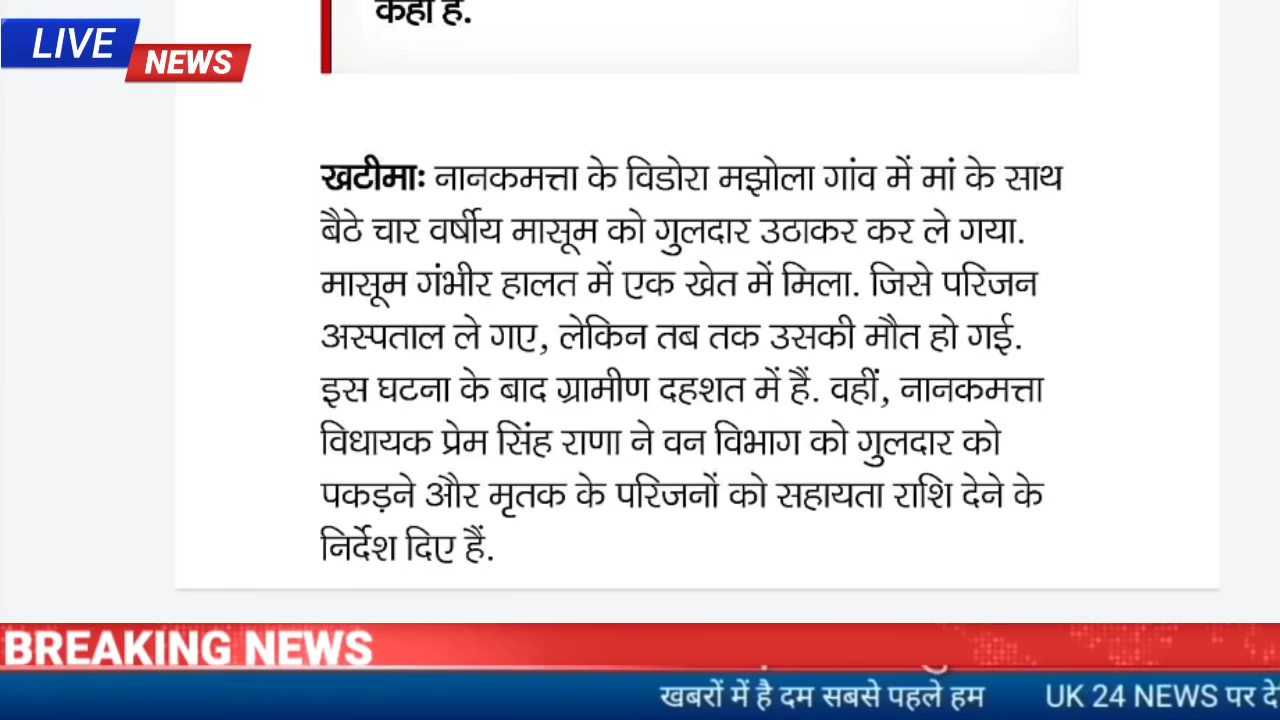 कहा है.
LIVE
NEWS
खटीमाः नानकमत्ता के विडोरा मझोला गांव में मां के साथ
बैठे चार वर्षीय मासूम को गुलदार उठाकर कर ले गया.
मासूम गंभीर हालत में एक खेत में मिला. जिसे परिजन
अस्पताल ले गए, लेकिन तब तक उसकी मौत हो गई.
इस घटना के बाद ग्रामीण दहशत में हैं. वहीं, नानकमत्ता
विधायक प्रेम सिंह राणा ने वन विभाग को गुलदार को
पकड़ने और मृतक के परिजनों को सहायता राशि देने के
निर्देश दिए हैं.
BREAKING NEWS
खबरों में है दम सबसे पहले हम UK 24 NEWS पर